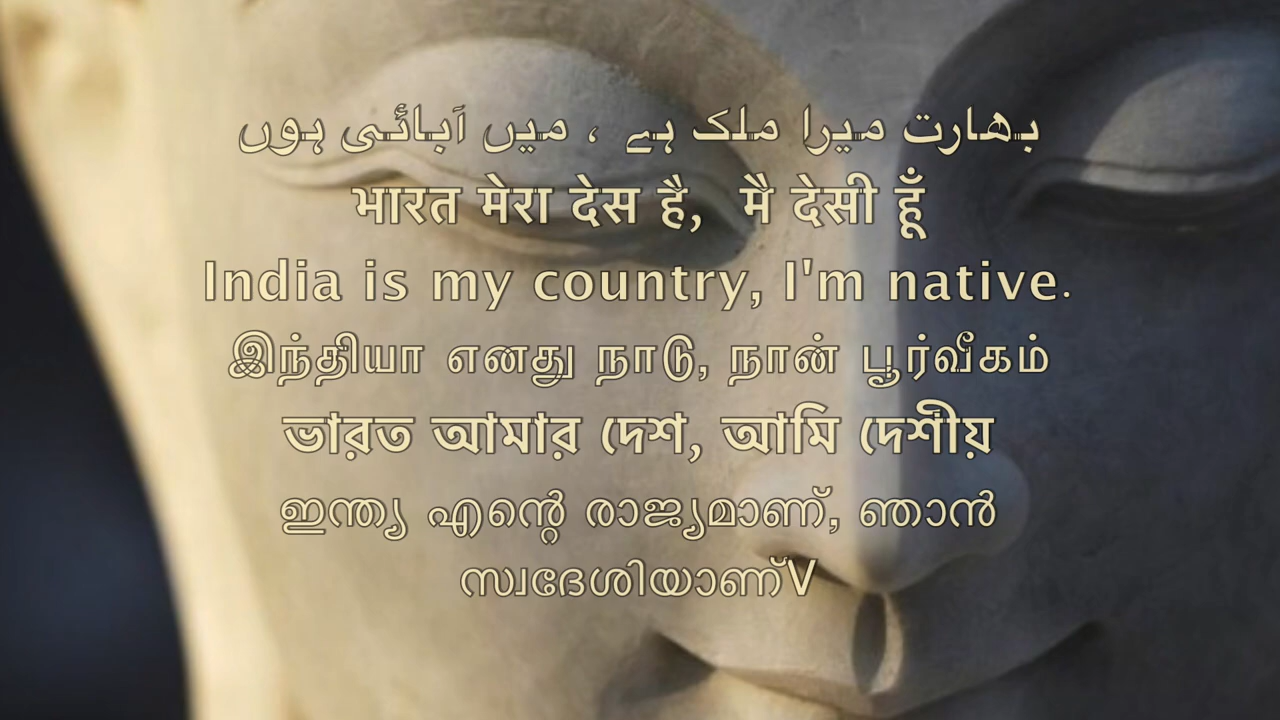 بھارت میرا ملک ہے ، میں آبائی ہوں
भारत मेरा देस है, मै देसी हूँ
India is my country, I'm native.
இந்தியா எனது நாடு, நான் பூர்வீகம்
ভারত আমার দেশ, আমি দেশীয়
ഇന്ത്യ എന്റെ രാജ്യമാണ്, ഞാൻ
സ്വദേശിയാണ്V